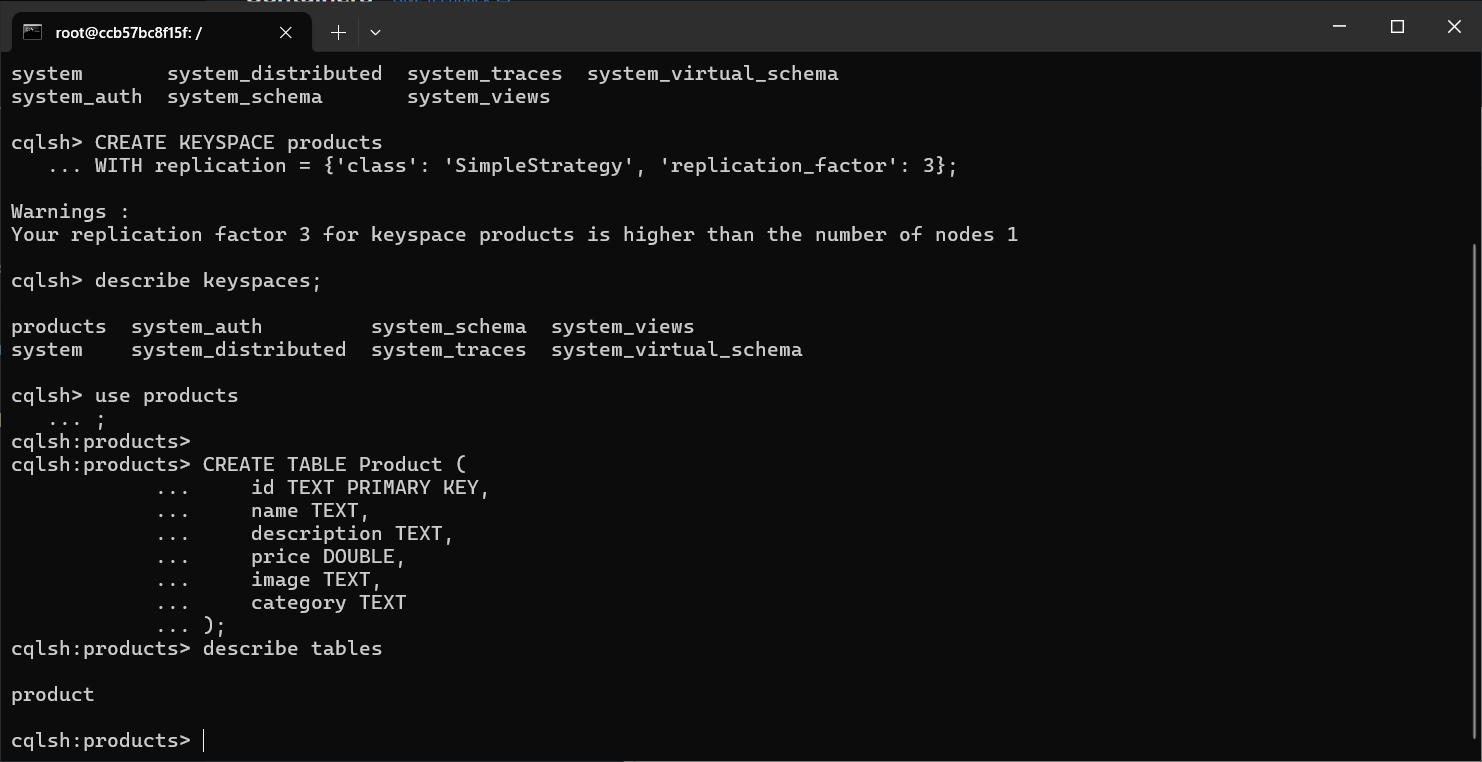 root@ccb57bc8f15f: /
system       system_distributed  system_traces  system_virtual_schema
system_auth  system_schema       system_views
cqlsh> CREATE KEYSPACE products
   ... WITH replication = {'class': 'SimpleStrategy', 'replication_factor': 3};
Warnings :
Your replication factor 3 for keyspace products is higher than the number of nodes 1
cqlsh> describe keyspaces;
products  system_auth         system_schema  system_views
system    system_distributed  system_traces  system_virtual_schema
cqlsh> use products
   ... ;
cqlsh:products>
cqlsh:products> CREATE TABLE Product (
            ...     id TEXT PRIMARY KEY,
            ...     name TEXT,
            ...     description TEXT,
            ...     price DOUBLE,
            ...     image TEXT,
            ...     category TEXT
            ... );
cqlsh:products> describe tables
product
cqlsh:products>